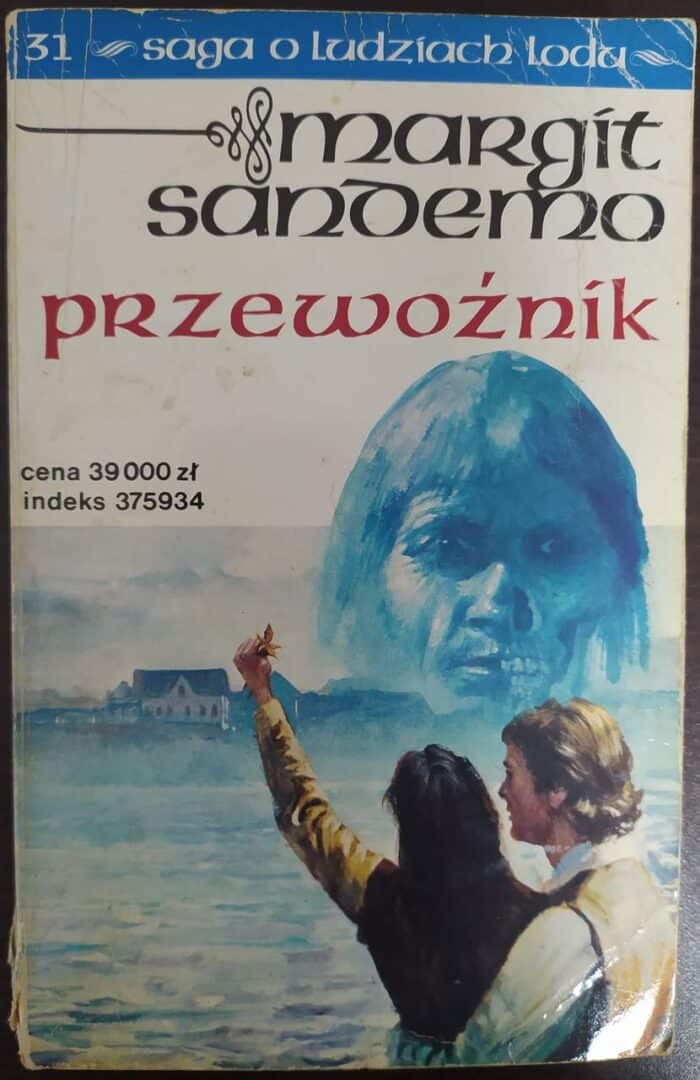 31 saga o ludziach lodu
margit
sandemo
przewoźnik
cena 39 000 zł
indeks 375934